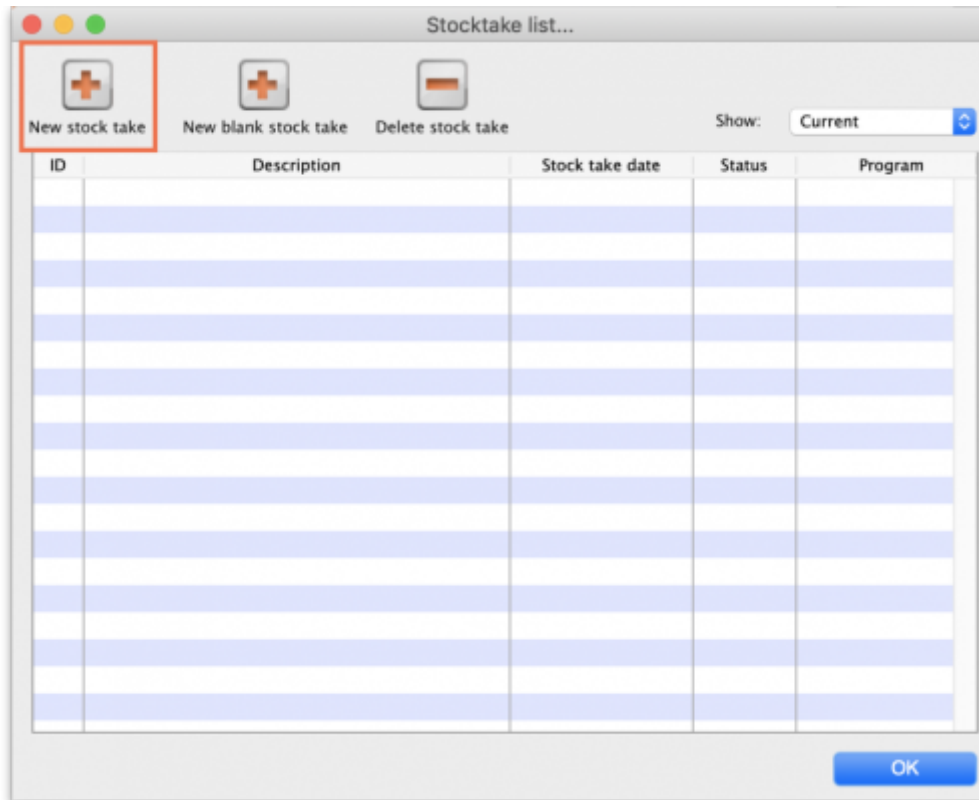 Stocktake list...
New stock take New blank stock take Delete stock take Show: Current
ID Description Stock take date Status Program
OK